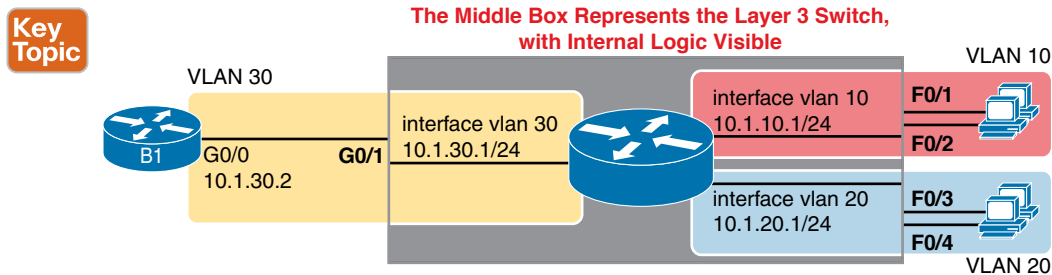 Key
Topic
The Middle Box Represents the Layer 3 Switch,
with Internal Logic Visible
VLAN 30
B1
G0/0
10.1.30.2
G0/1
interface vlan 30
10.1.30.1/24
interface vlan 10
10.1.10.1/24
interface vlan 20
10.1.20.1/24
VLAN 10
F0/1
F0/2
F0/3
F0/4
VLAN 20